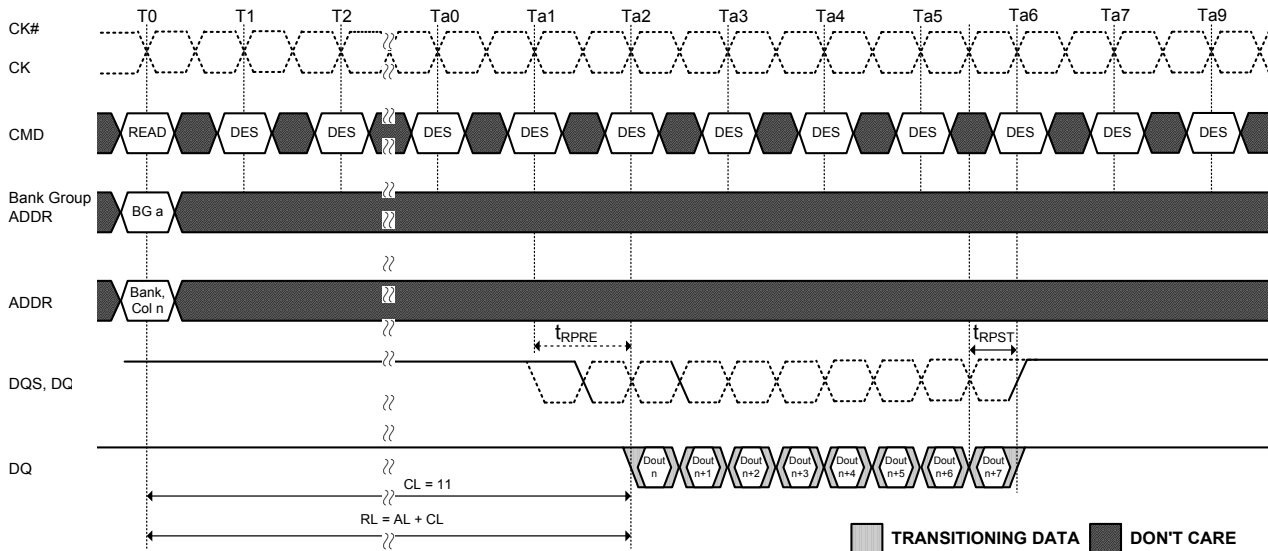 T0 T1 T2 Ta0 Ta1 Ta2 Ta3 Ta4 Ta5 Ta6 Ta7 Ta9
CK#
CK
CMD READ DES DES DES DES DES DES DES DES DES DES DES
Bank Group
ADDR
BG a
ADDR
Bank,
Col n
tRPRE tRPST
DQS, DQ
DQ
Dout Dout Dout Dout Dout Dout Dout Dout
n n+1 n+2 n+3 n+4 n+5 n+6 n+7
CL = 11
RL = AL + CL
TRANSITIONING DATA DON'T CARE